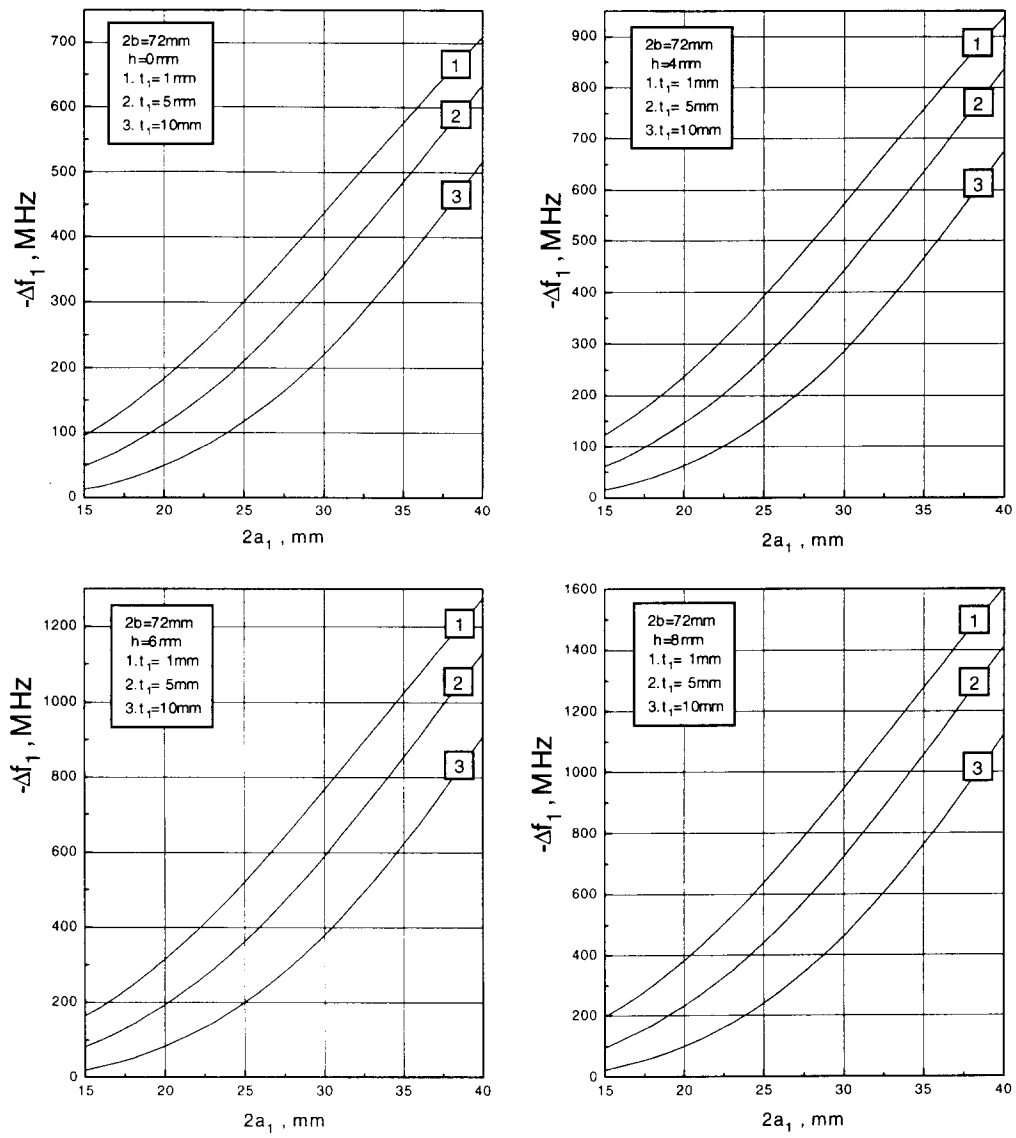 700
600
500
400
300
200
100
0
-Δf₁, MHz
2b=72mm
h=0mm
1. t₁= 1mm
2. t₁= 5mm
3. t₁=10mm
1
2
3
15 20 25 30 35 40
2a₁ , mm
900
800
700
600
500
400
300
200
100
0
-Δf₁, MHz
2b=72mm
h=4mm
1. t₁= 1mm
2. t₁= 5mm
3. t₁=10mm
1
2
3
15 20 25 30 35 40
2a₁ , mm
1200
1000
800
600
400
200
0
-Δf₁, MHz
2b=72mm
h=6mm
1. t₁= 1mm
2. t₁= 5mm
3. t₁=10mm
1
2
3
15 20 25 30 35 40
2a₁ , mm
1600
1400
1200
1000
800
600
400
200
0
-Δf₁, MHz
2b=72mm
h=8mm
1. t₁= 1mm
2. t₁= 5mm
3. t₁=10mm
1
2
3
15 20 25 30 35 40
2a₁ , mm